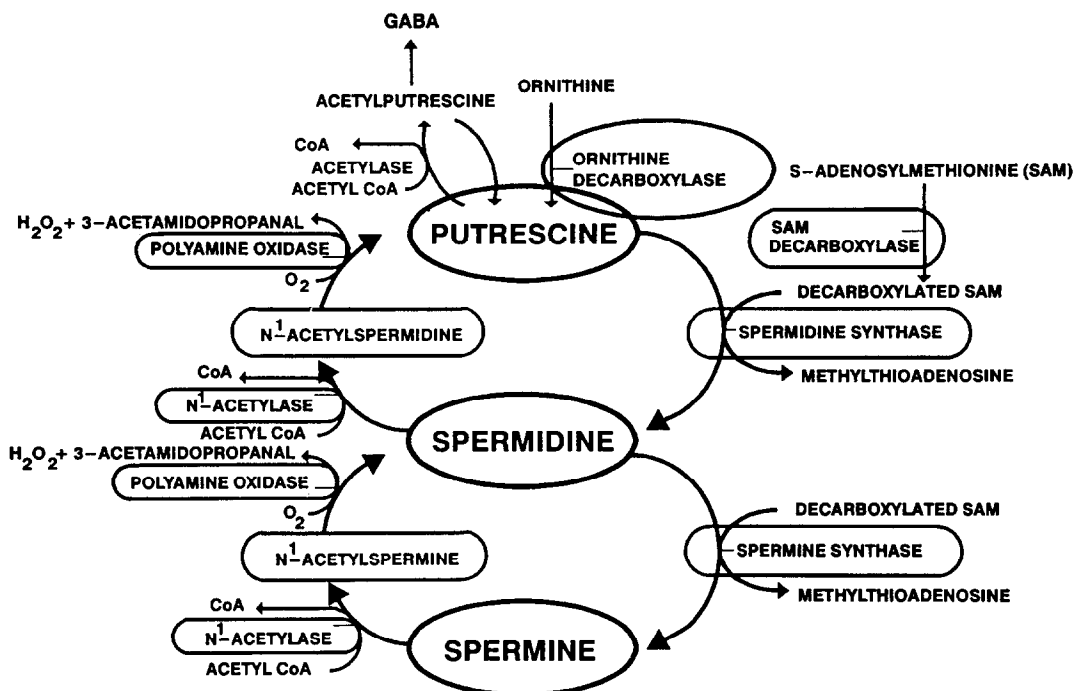 GABA
ACETYLPUTRESCINE
ORNITHINE
CoA
ACETYLASE
ACETYL CoA
ORNITHINE
DECARBOXYLASE
S-ADENOSYLMETHIONINE (SAM)
H2O2 + 3-ACETAMIDOPROPANAL
POLYAMINE OXIDASE
O2
PUTRESCINE
SAM
DECARBOXYLASE
DECARBOXYLATED SAM
N1-ACETYLSPERMIDINE
SPERMIDINE SYNTHASE
METHYLTHIOADENOSINE
CoA
N1-ACETYLASE
ACETYL CoA
SPERMIDINE
H2O2 + 3-ACETAMIDOPROPANAL
POLYAMINE OXIDASE
O2
DECARBOXYLATED SAM
N1-ACETYLSPERMINE
SPERMINE SYNTHASE
METHYLTHIOADENOSINE
CoA
N1-ACETYLASE
ACETYL CoA
SPERMINE